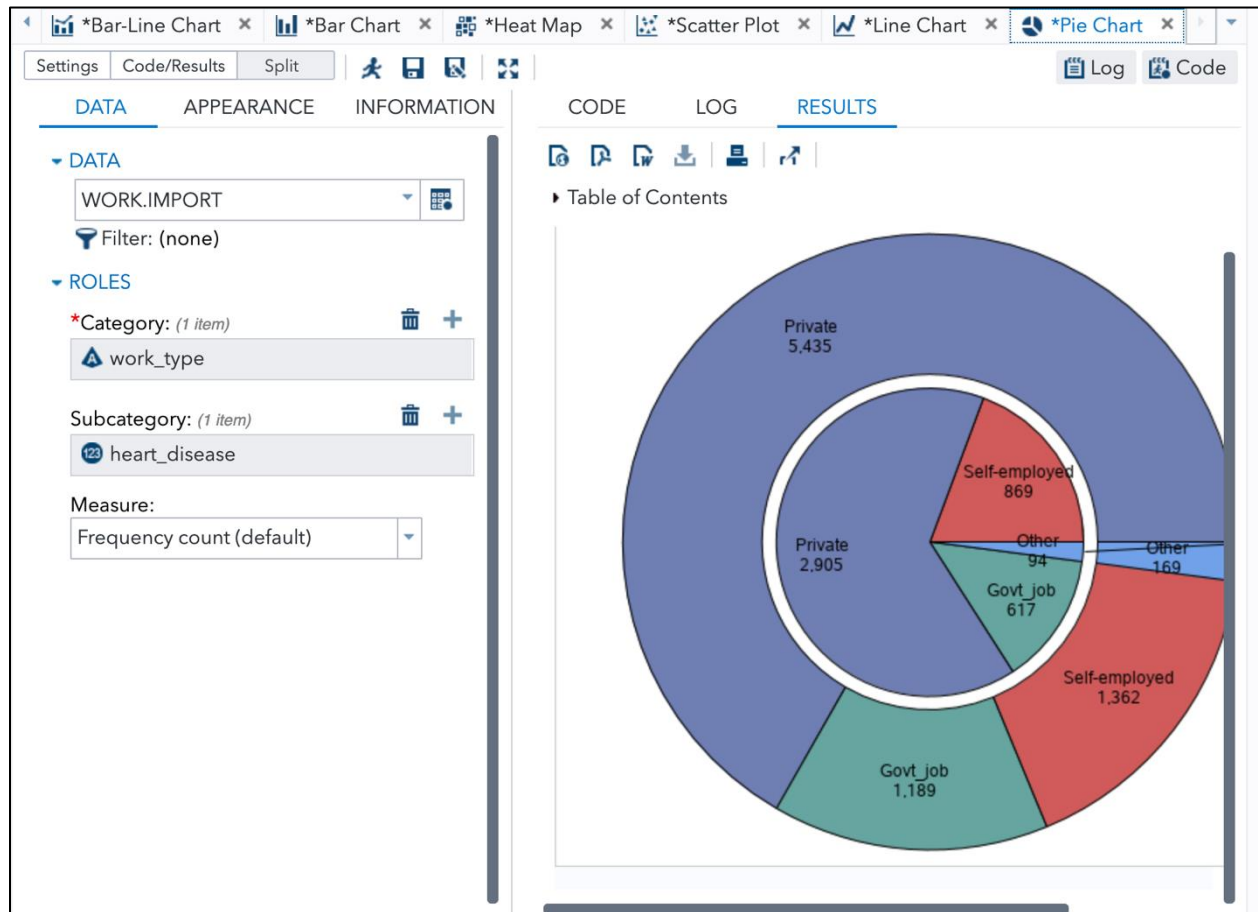 *Bar-Line Chart × *Bar Chart × *Heat Map × *Scatter Plot × *Line Chart × *Pie Chart ×
Settings Code/Results Split Log Code
DATA APPEARANCE INFORMATION
DATA
WORK.IMPORT
Filter: (none)
ROLES
*Category: (1 item)
work_type
Subcategory: (1 item)
123 heart_disease
Measure:
Frequency count (default)
CODE LOG RESULTS
Table of Contents
Private
5,435
Self-employed
869
Private
2,905
Other
94
Other
169
Govt_job
617
Self-employed
1,362
Govt_job
1,189